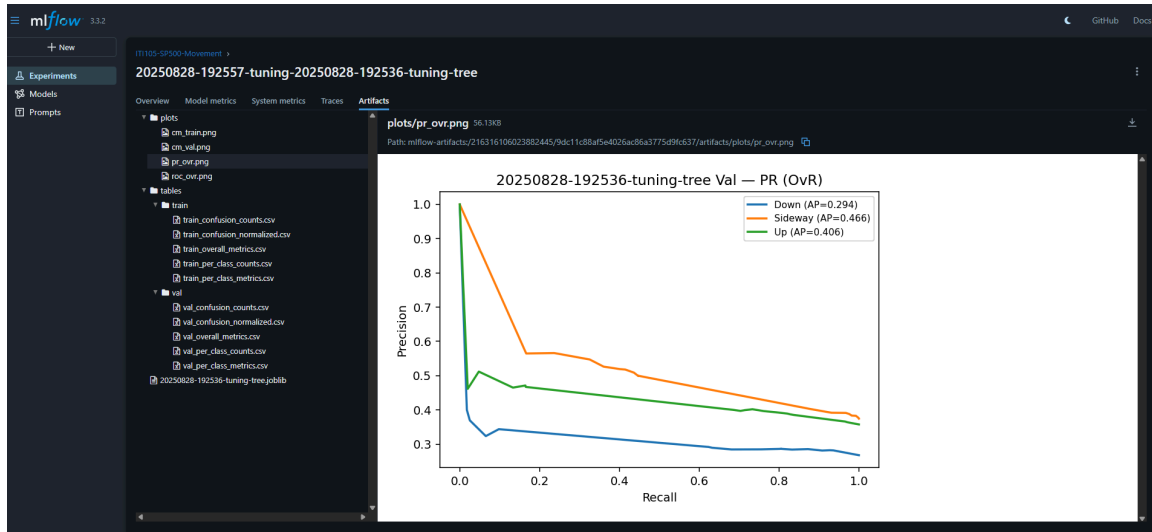 mlflow 3.3.2
GitHub Docs
+ New
Experiments
Models
Prompts
ITI105-SP500-Movement >
20250828-192557-tuning-20250828-192536-tuning-tree
Overview Model metrics System metrics Traces Artifacts
plots
cm_train.png
cm_val.png
pr_ovr.png
roc_ovr.png
tables
train
train_confusion_counts.csv
train_confusion_normalized.csv
train_overall_metrics.csv
train_per_class_counts.csv
train_per_class_metrics.csv
val
val_confusion_counts.csv
val_confusion_normalized.csv
val_overall_metrics.csv
val_per_class_counts.csv
val_per_class_metrics.csv
20250828-192536-tuning-tree.joblib
plots/pr_ovr.png 56.13KB
Path: mlflow-artifacts:/216316106023882445/9dc11c88af5e4026ac86a3775d9fc637/artifacts/plots/pr_ovr.png
20250828-192536-tuning-tree Val — PR (OvR)
Down (AP=0.294)
Sideway (AP=0.466)
Up (AP=0.406)
Precision
1.0
0.9
0.8
0.7
0.6
0.5
0.4
0.3
0.0 0.2 0.4 0.6 0.8 1.0
Recall